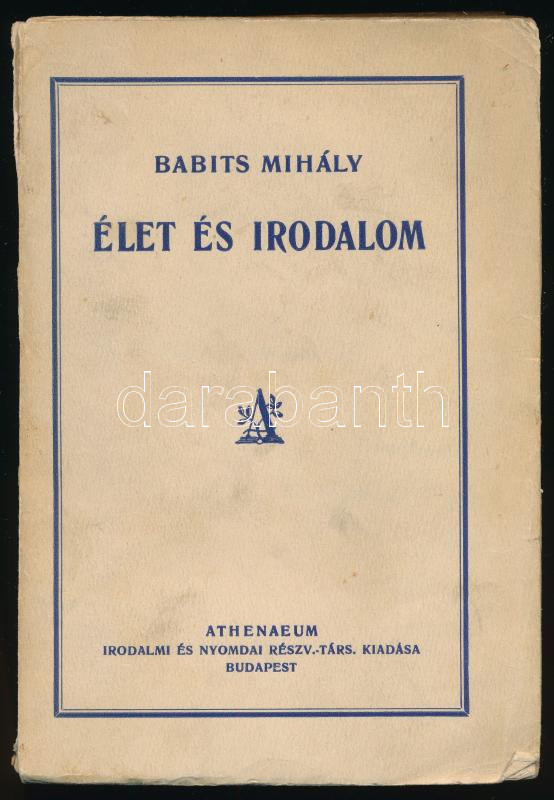 BABITS MIHÁLY
ÉLET ÉS IRODALOM
darabanth
A
ATHENAEUM
IRODALMI ÉS NYOMDAI RÉSZV.-TÁRS. KIADÁSA
BUDAPEST